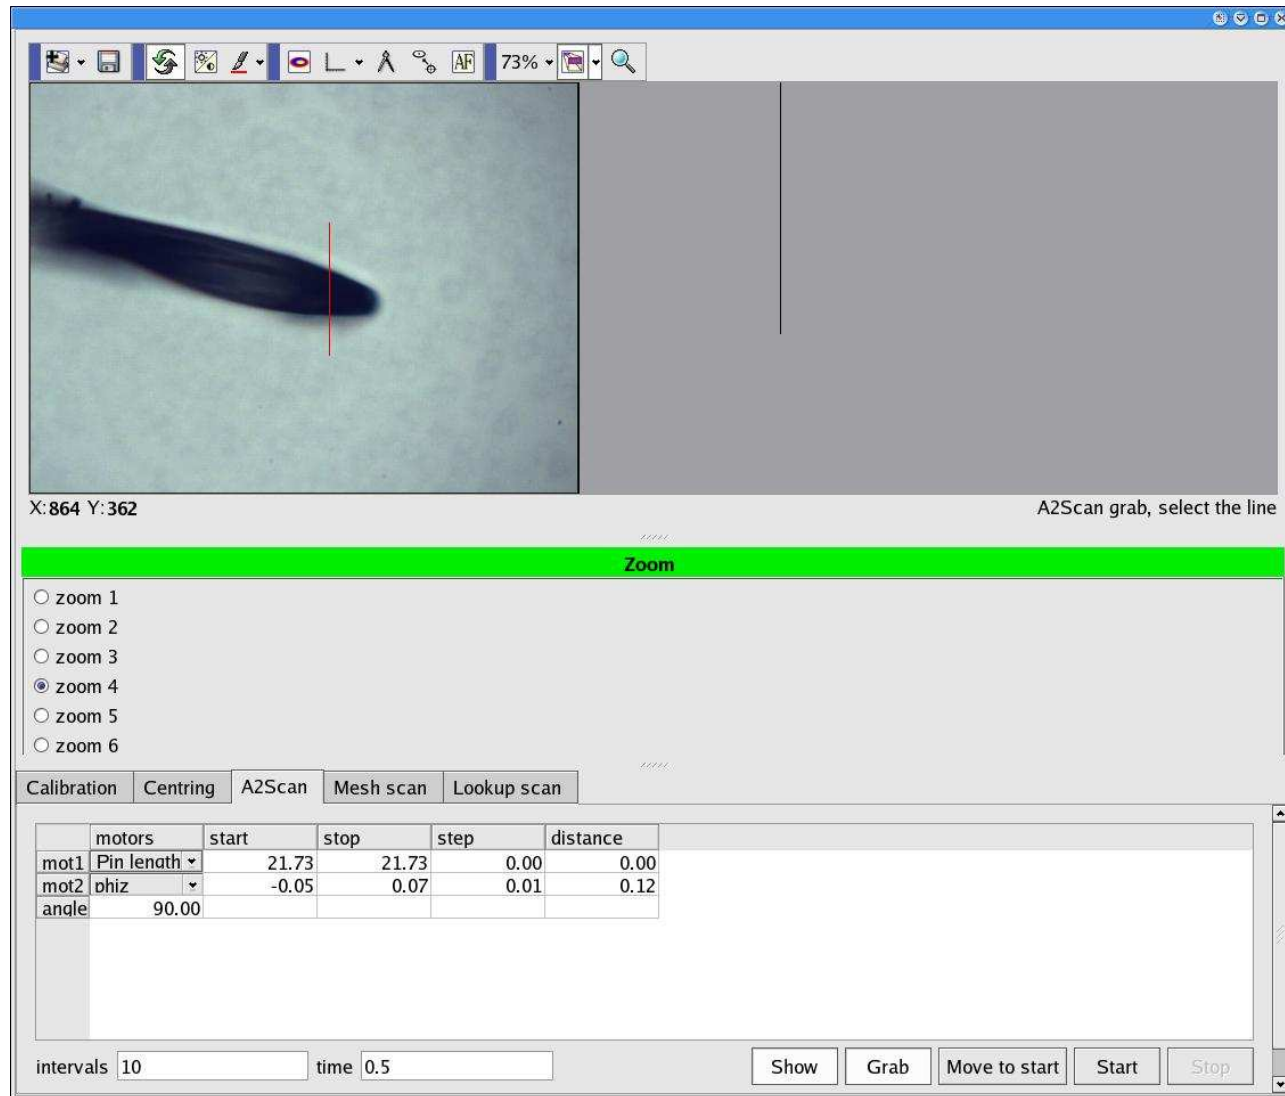 AF 73%
X:864 Y:362 A2Scan grab, select the line
Zoom
zoom 1
zoom 2
zoom 3
zoom 4
zoom 5
zoom 6
Calibration Centring A2Scan Mesh scan Lookup scan
motors start stop step distance
mot1 Pin length 21.73 21.73 0.00 0.00
mot2 phiz -0.05 0.07 0.01 0.12
angle 90.00
intervals 10 time 0.5 Show Grab Move to start Start Stop